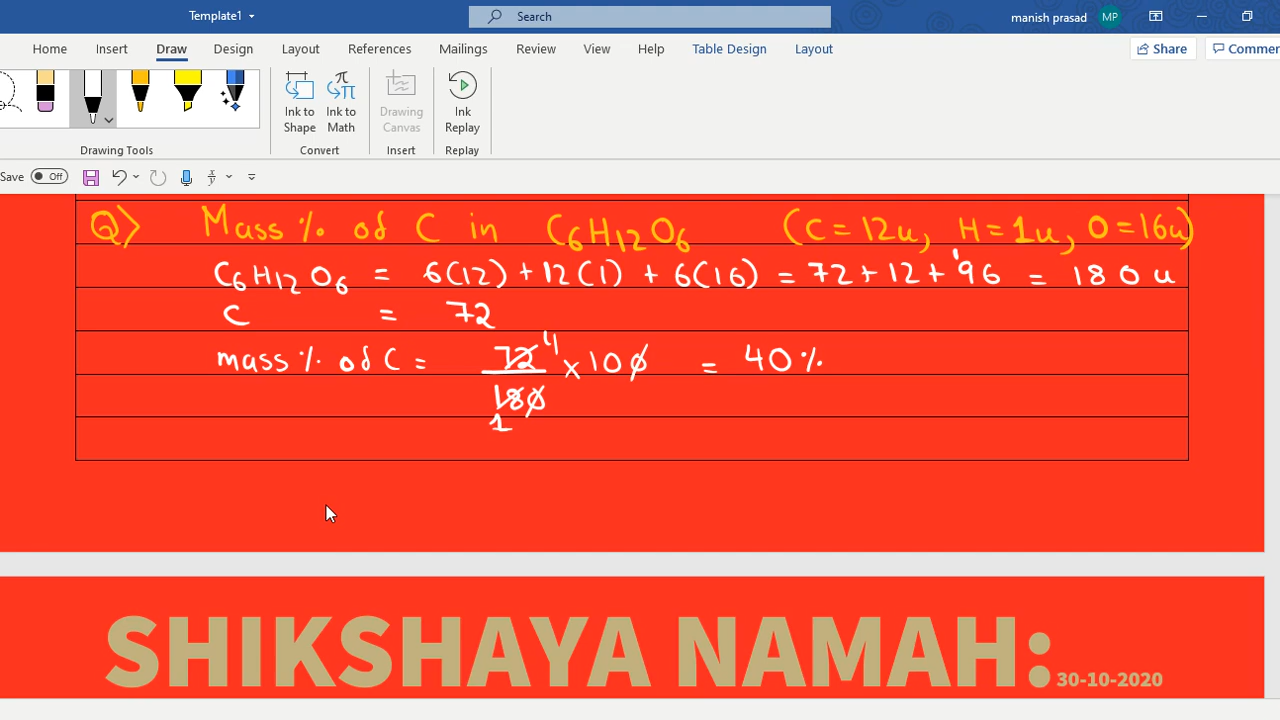 Template1
Search
manish prasad MP
Home Insert Draw Design Layout References Mailings Review View Help Table Design Layout
Share Comme
Ink to Shape
Ink to Math
Drawing Canvas
Ink Replay
Drawing Tools Convert Insert Replay
Save Off
Q) Mass % of C in C6H12O6 (C = 12u, H = 1u, O = 16u)
C6H12O6 = 6(12) + 12(1) + 6(16) = 72 + 12 + 96 = 180 u
C = 72
mass % of C = 72/180 × 100 = 40 %
4
1
SHIKSHAYA NAMAH:
30-10-2020